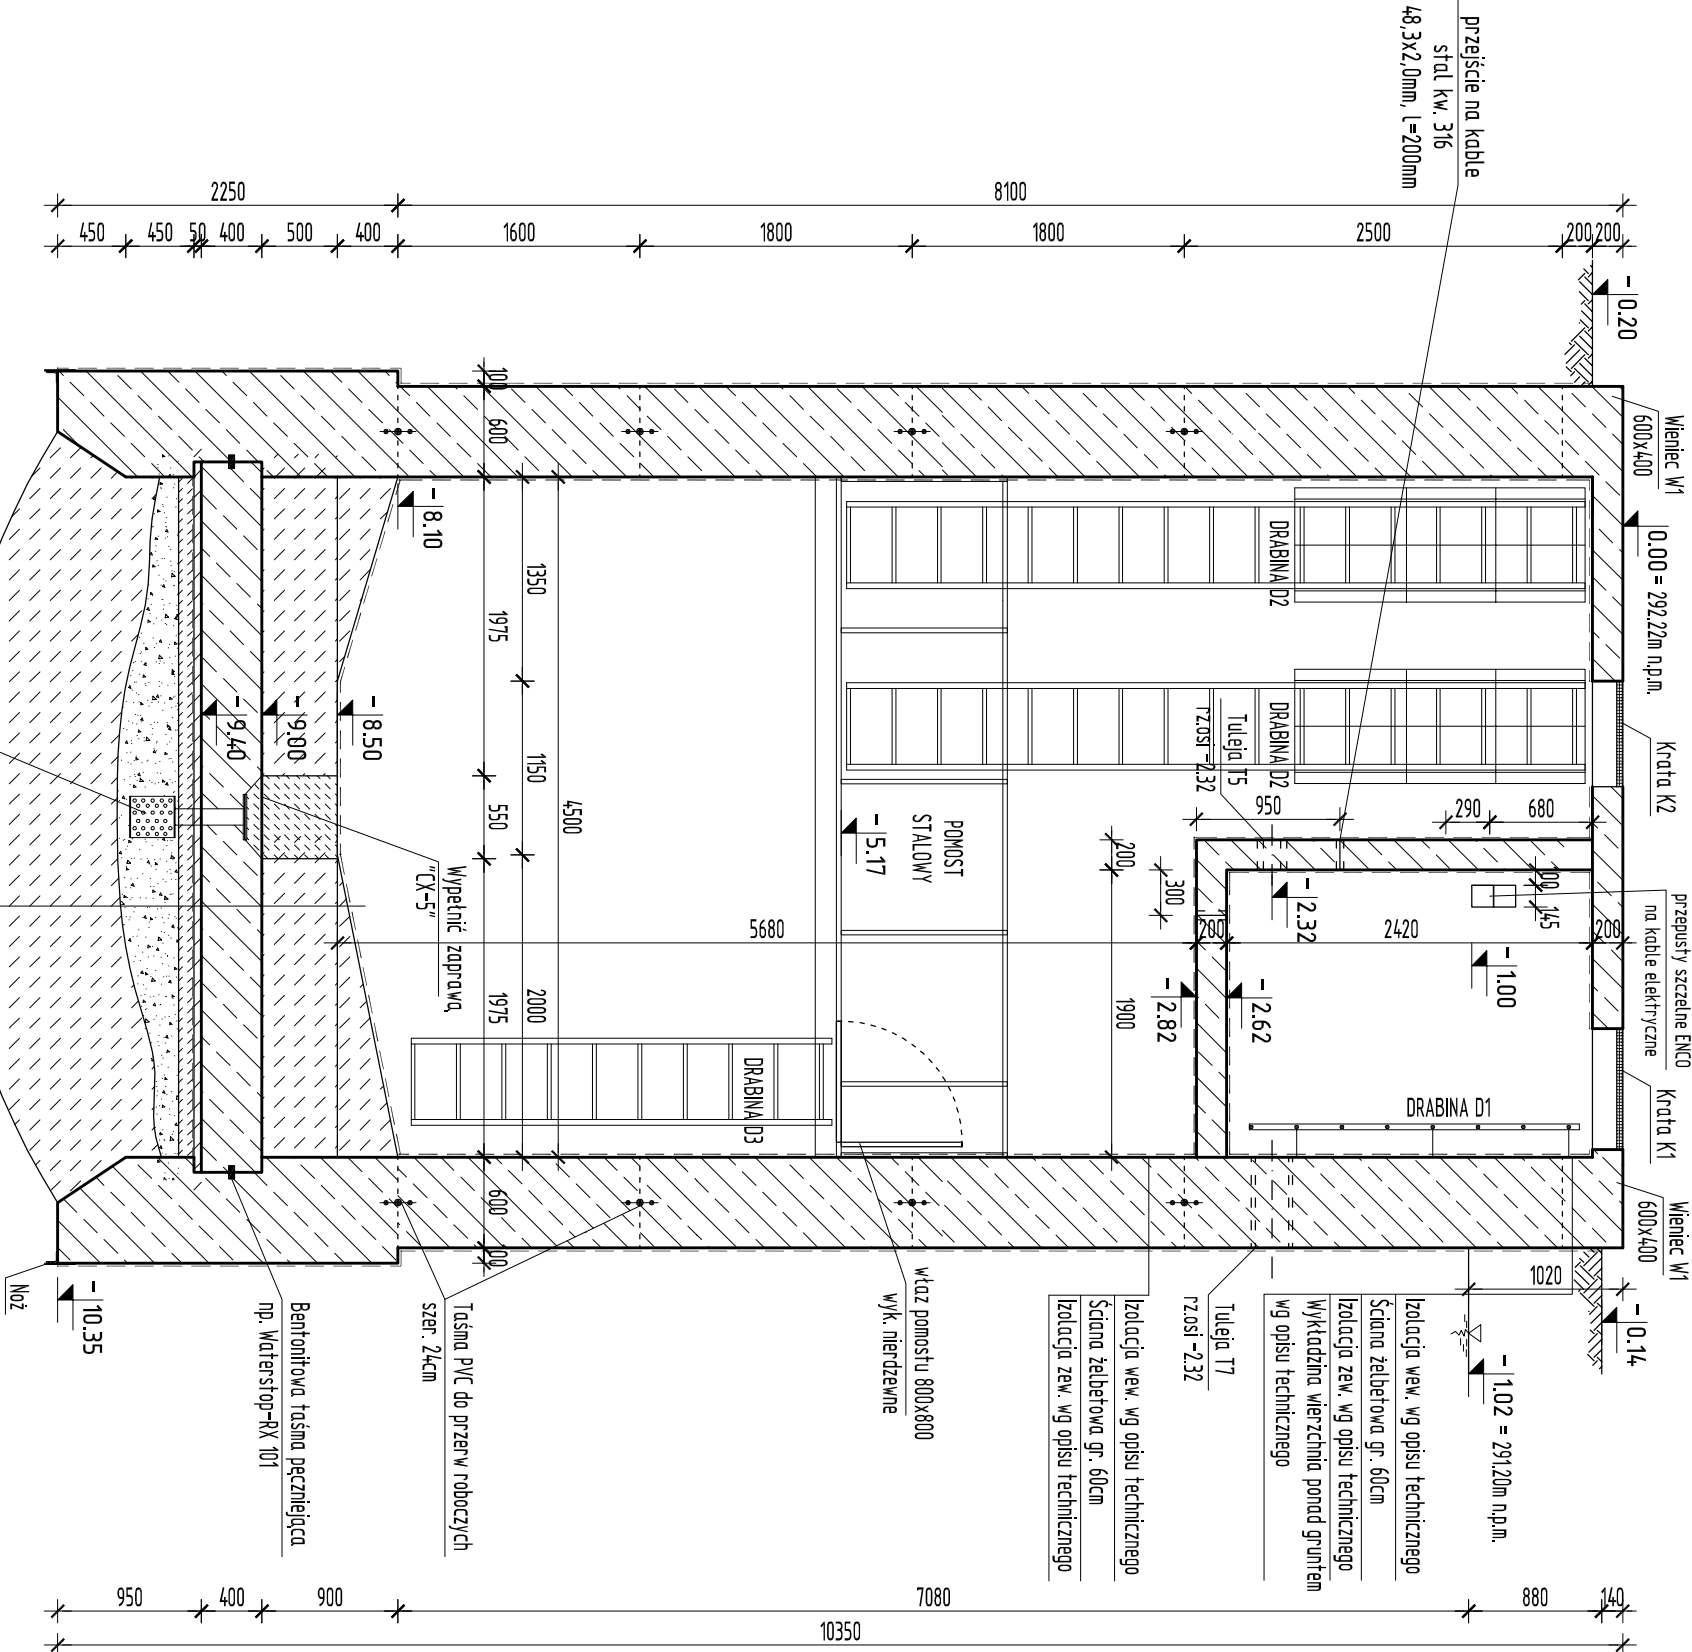 przejście na kable
stal kw. 316
48,3x2,0mm, l=200mm
2250
8100
450
450
50
400
500
400
1600
1800
1800
2500
200
200
- 0.20
Wieniec W1
600x400
0.00 = 292.22m n.p.m.
Krata K2
przepusty szczelne ENCO
na kable elektryczne
Krata K1
Wieniec W1
600x400
100
600
- 8.10
1350
1975
1150
550
4500
2000
1975
600
100
DRABINA D2
DRABINA D2
Tuleja T5
rz.osi -2.32
950
290
680
- 8.50
- 9.00
- 9.40
POMOST
STALOWY
- 5.17
200
300
200
- 2.32
100
145
2420
200
5680
- 1.00
1900
- 2.62
- 2.82
Wypełnić zaprawą
"CX-5"
DRABINA D3
DRABINA D1
1020
- 0.14
- 1.02 = 291.20m n.p.m.
Izolacja wew. wg opisu technicznego
Ściana żelbetowa gr. 60cm
Izolacja zew. wg opisu technicznego
Wykładzina wierzchnia ponad gruntem
wg opisu technicznego
Tuleja T7
rz.osi -2.32
Izolacja wew. wg opisu technicznego
Ściana żelbetowa gr. 60cm
Izolacja zew. wg opisu technicznego
właz pomostu 800x800
wyk. nierdzewne
Taśma PVC do przerw roboczych
szer. 24cm
Bentonitowa taśma pęczniejąca
np. Waterstop-RX 101
- 10.35
Nóż
950
400
900
7080
880
140
10350